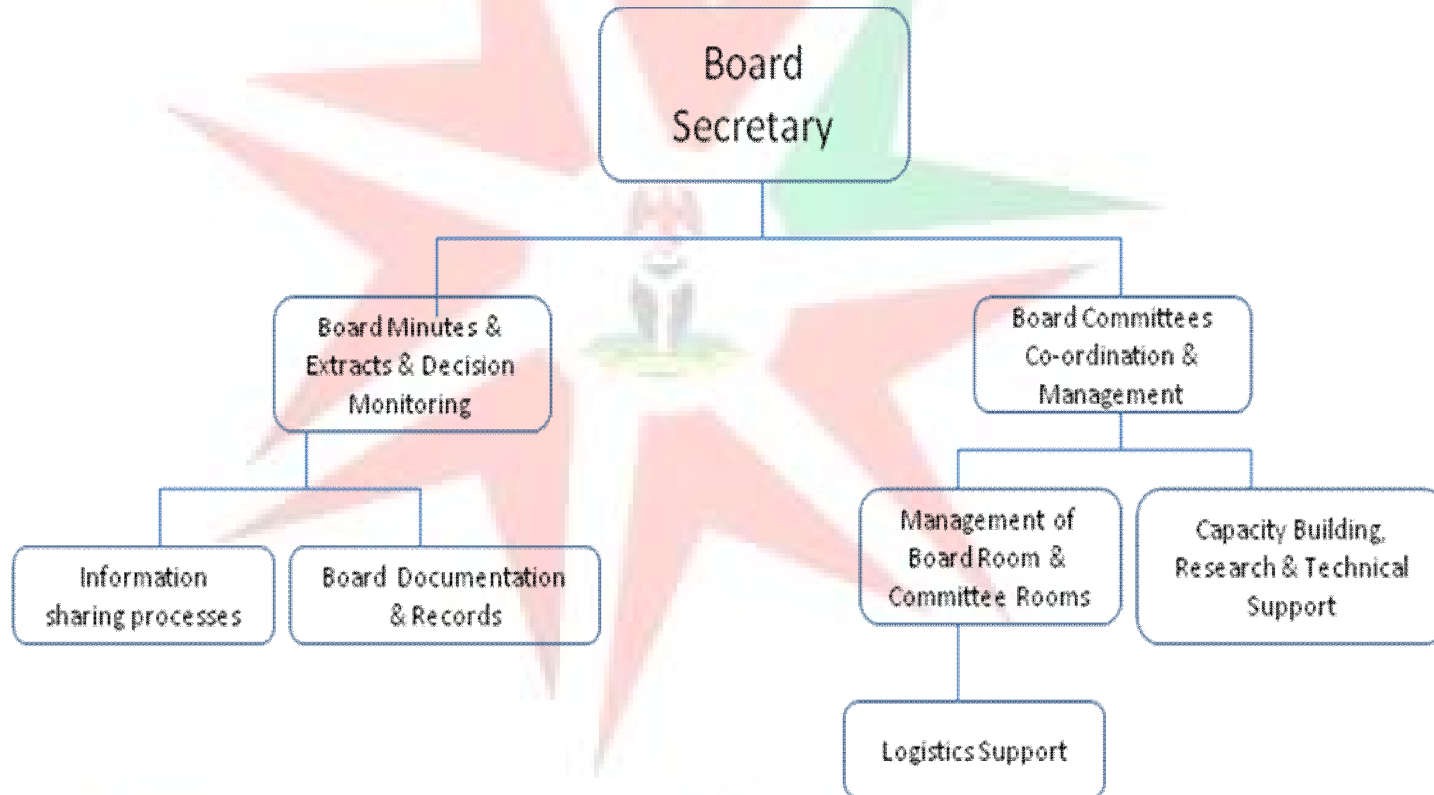 Board
Secretary
Board Minutes &
Extracts & Decision
Monitoring
Board Committees
Co-ordination &
Management
Information
sharing processes
Board Documentation
& Records
Management of
Board Room &
Committee Rooms
Capacity Building,
Research & Technical
Support
Logistics Support